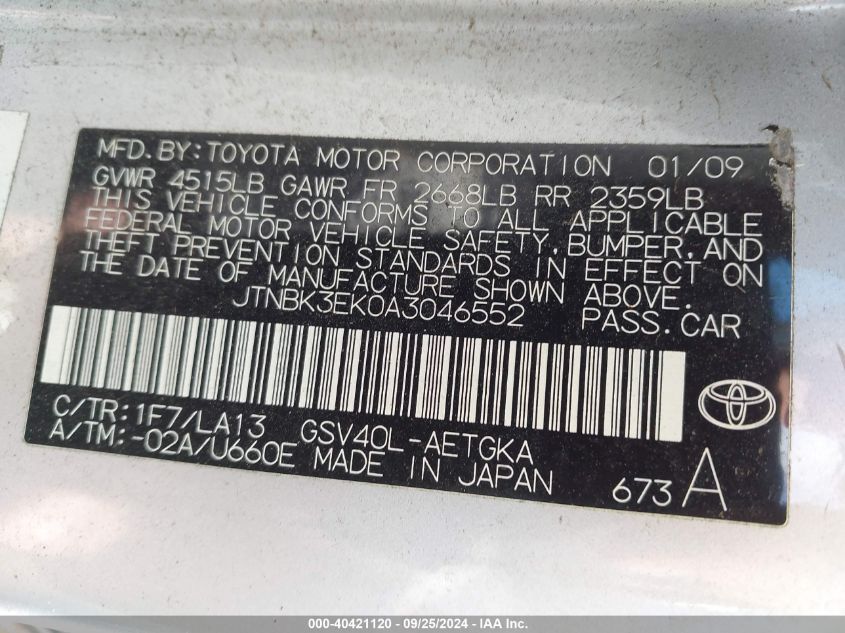 MFD.BY:TOYOTA MOTOR CORPORATION 01/09
GVWR 4515LB GAWR FR 2668LB RR 2359LB
THIS VEHICLE CONFORMS TO ALL APPLICABLE
FEDERAL MOTOR VEHICLE SAFETY,BUMPER,AND
THEFT PREVENTION STANDARDS IN EFFECT ON
THE DATE OF MANUFACTURE SHOWN ABOVE.
JTNBK3EK0A3046552 PASS.CAR
C/TR:1F7/LA13 GSV40L-AETGKA
A/TM:-02A/U660E MADE IN JAPAN 673 A
000-40421120 - 09/25/2024 - IAA Inc.